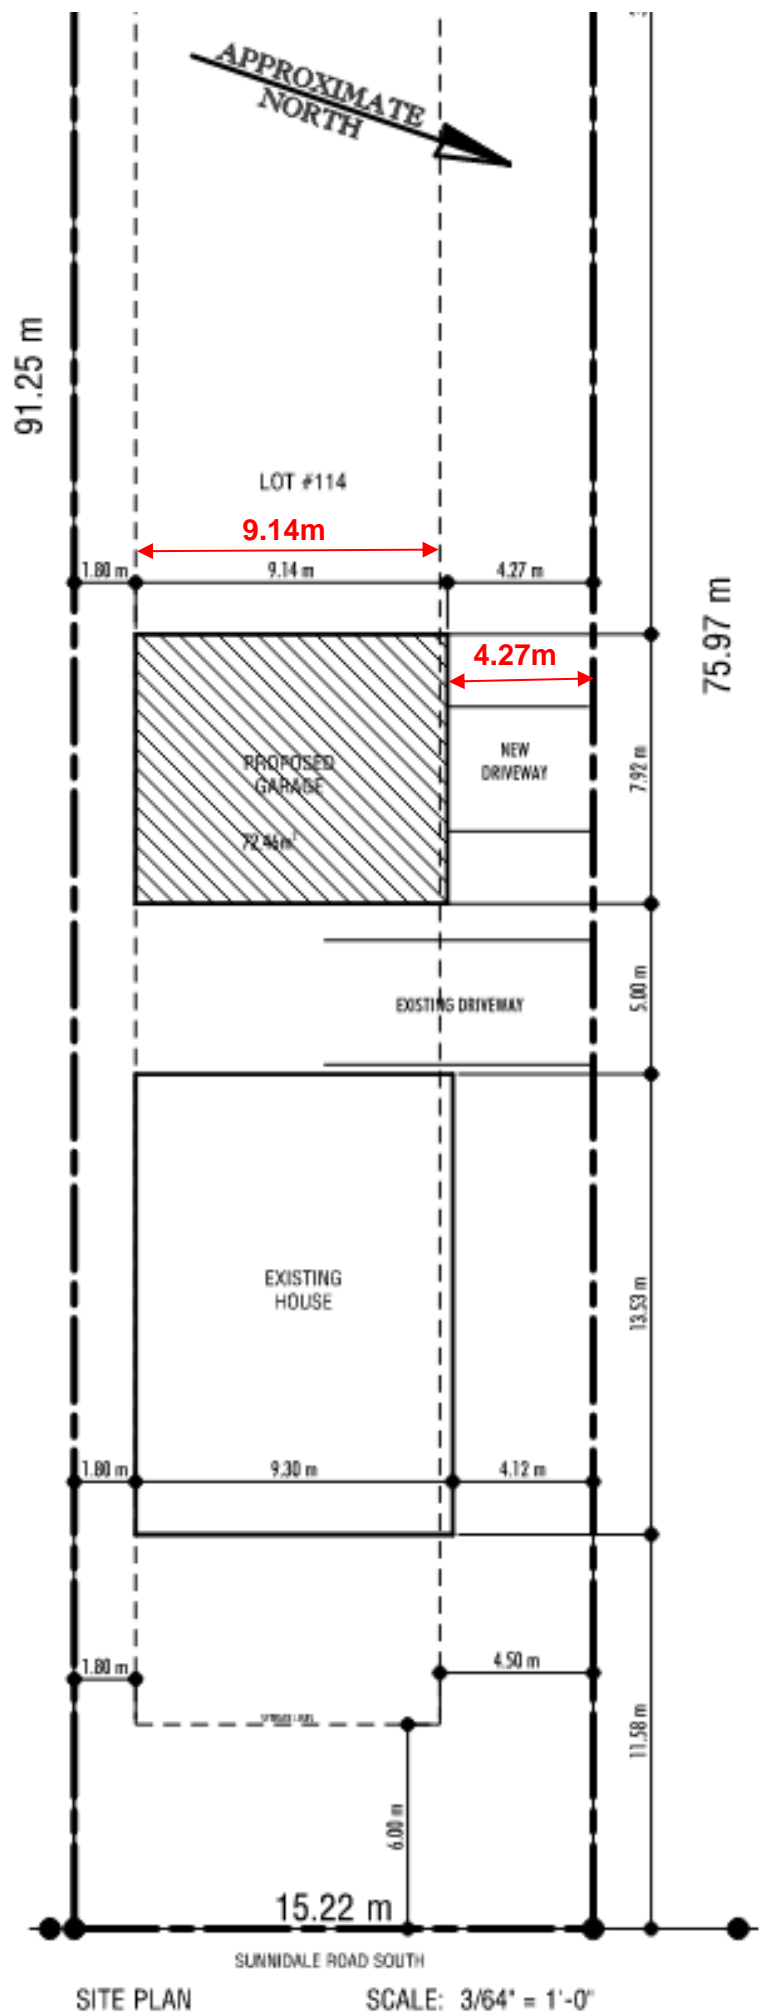 APPROXIMATE
NORTH
91.25 m
LOT #114
9.14m
1.80 m
9.14 m
4.27 m
75.97 m
4.27m
PROPOSED
GARAGE
72.46m²
NEW
DRIVEWAY
7.92 m
EXISTING DRIVEWAY
5.00 m
EXISTING
HOUSE
13.53 m
1.80 m
9.30 m
4.12 m
1.80 m
4.50 m
11.58 m
6.00 m
15.22 m
SUNNIDALE ROAD SOUTH
SITE PLAN
SCALE: 3/64" = 1'-0"